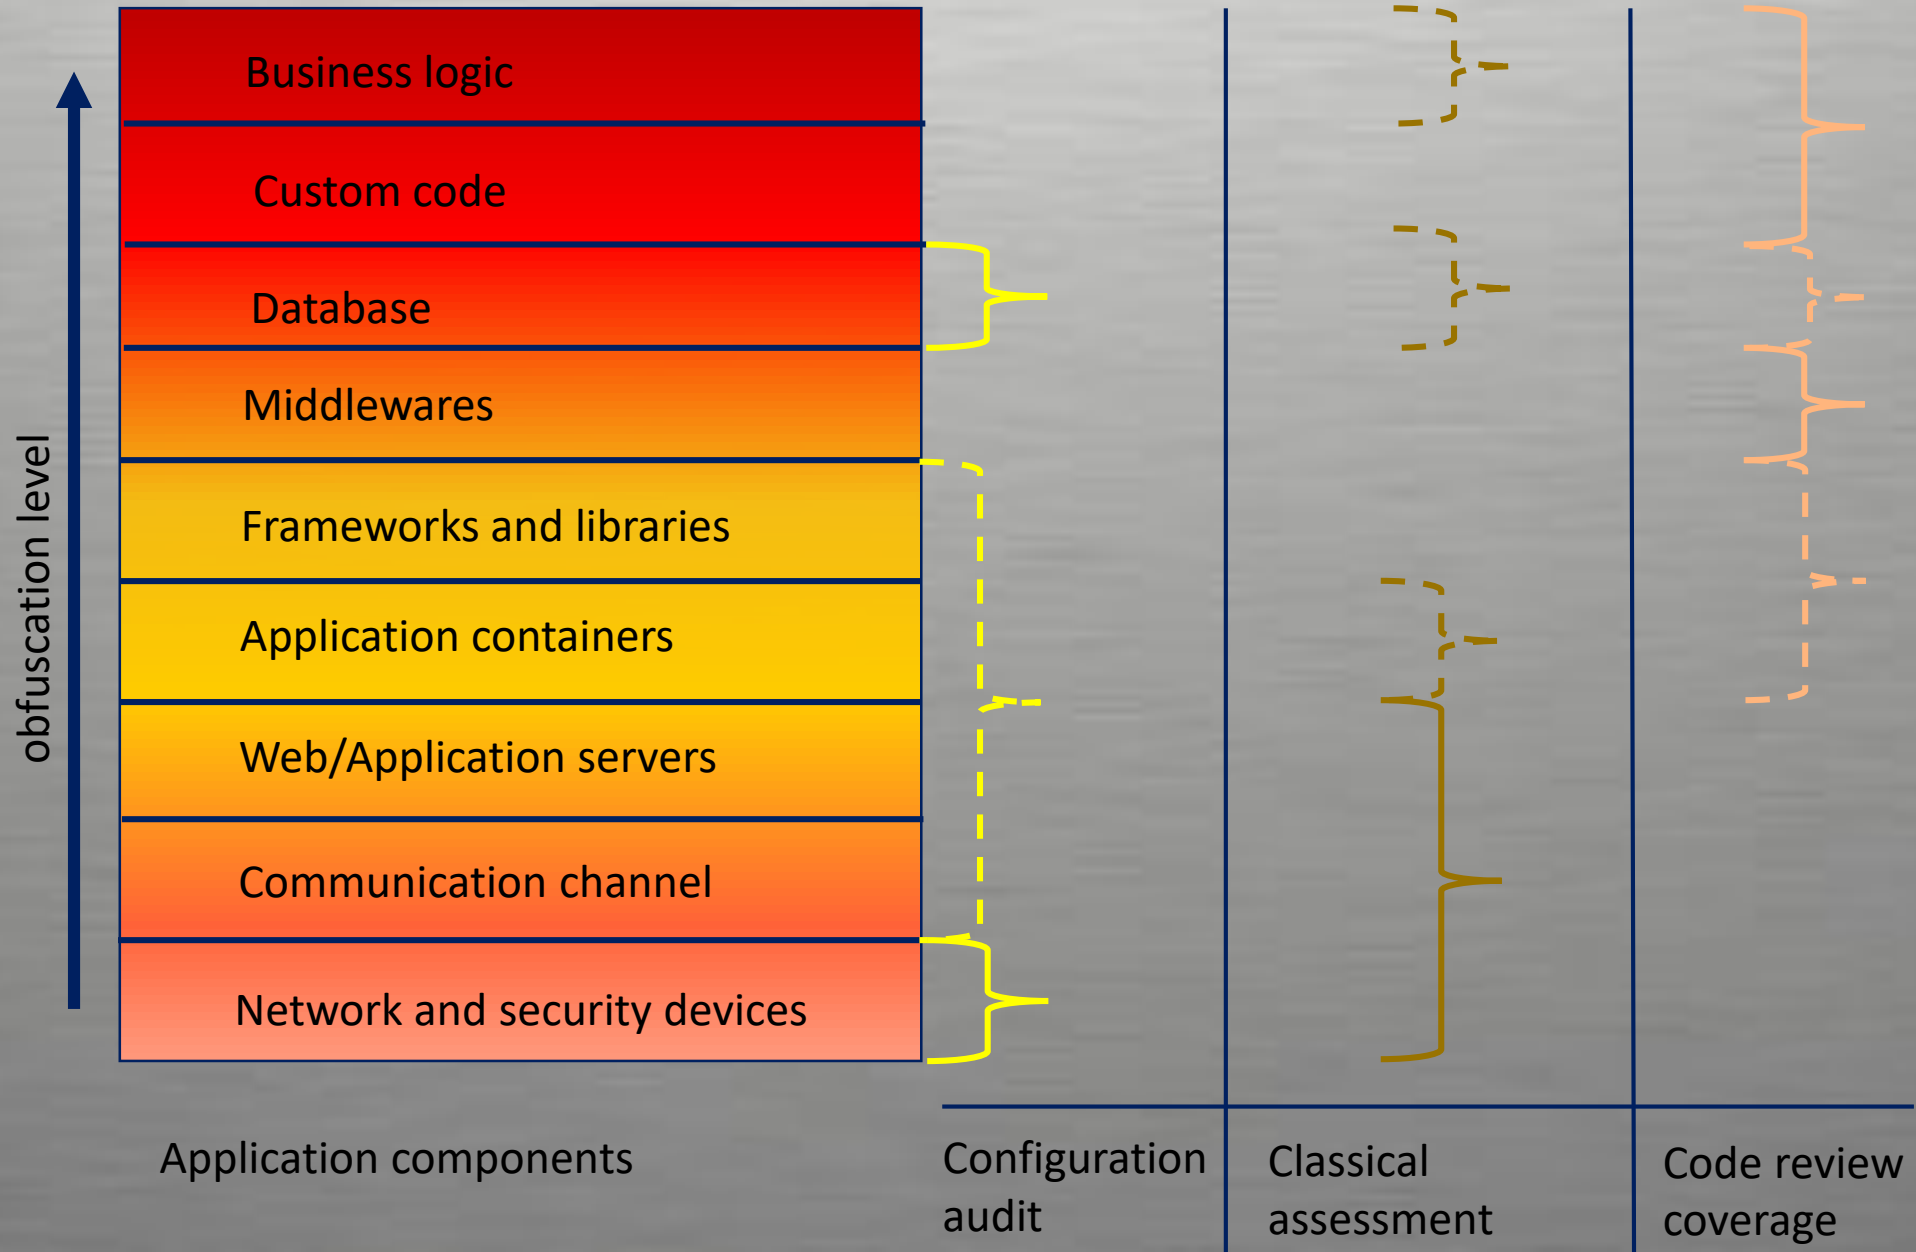 Business logic
Custom code
Database
Middlewares
Frameworks and libraries
Application containers
Web/Application servers
Communication channel
Network and security devices
obfuscation level
Application components
Configuration
audit
Classical
assessment
Code review
coverage